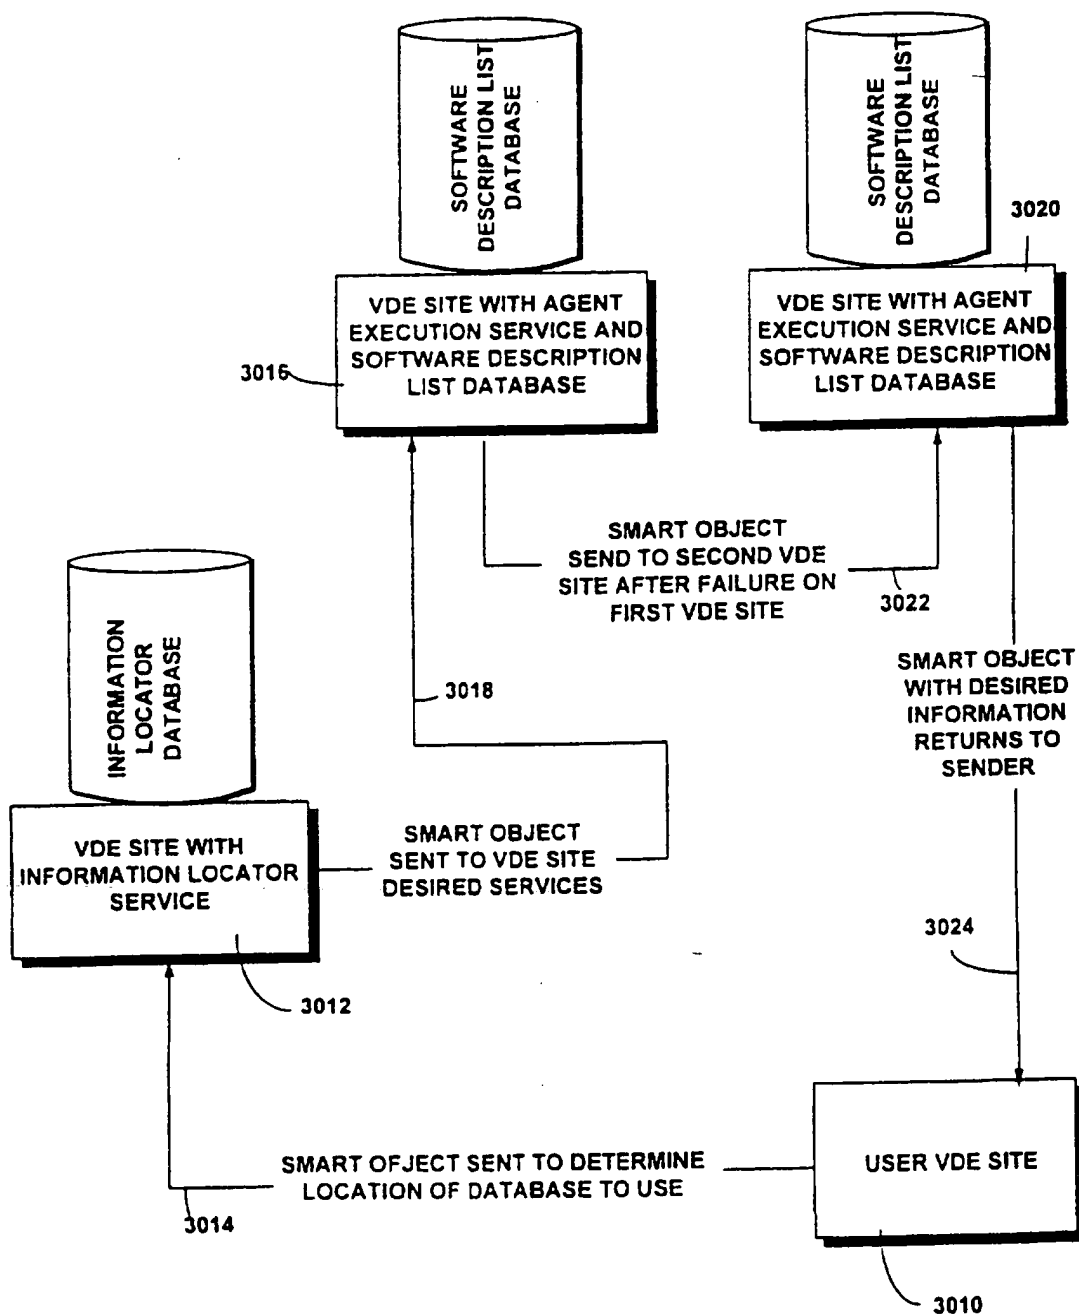 SOFTWARE
DESCRIPTION LIST
DATABASE
SOFTWARE
DESCRIPTION LIST
DATABASE
3020
VDE SITE WITH AGENT
EXECUTION SERVICE AND
SOFTWARE DESCRIPTION
LIST DATABASE
VDE SITE WITH AGENT
EXECUTION SERVICE AND
SOFTWARE DESCRIPTION
LIST DATABASE
3016
SMART OBJECT
SEND TO SECOND VDE
SITE AFTER FAILURE ON
FIRST VDE SITE
3022
INFORMATION
LOCATOR
DATABASE
3018
SMART OBJECT
WITH DESIRED
INFORMATION
RETURNS TO
SENDER
VDE SITE WITH
INFORMATION LOCATOR
SERVICE
SMART OBJECT
SENT TO VDE SITE
DESIRED SERVICES
3024
3012
SMART OFJECT SENT TO DETERMINE
LOCATION OF DATABASE TO USE
USER VDE SITE
3014
3010